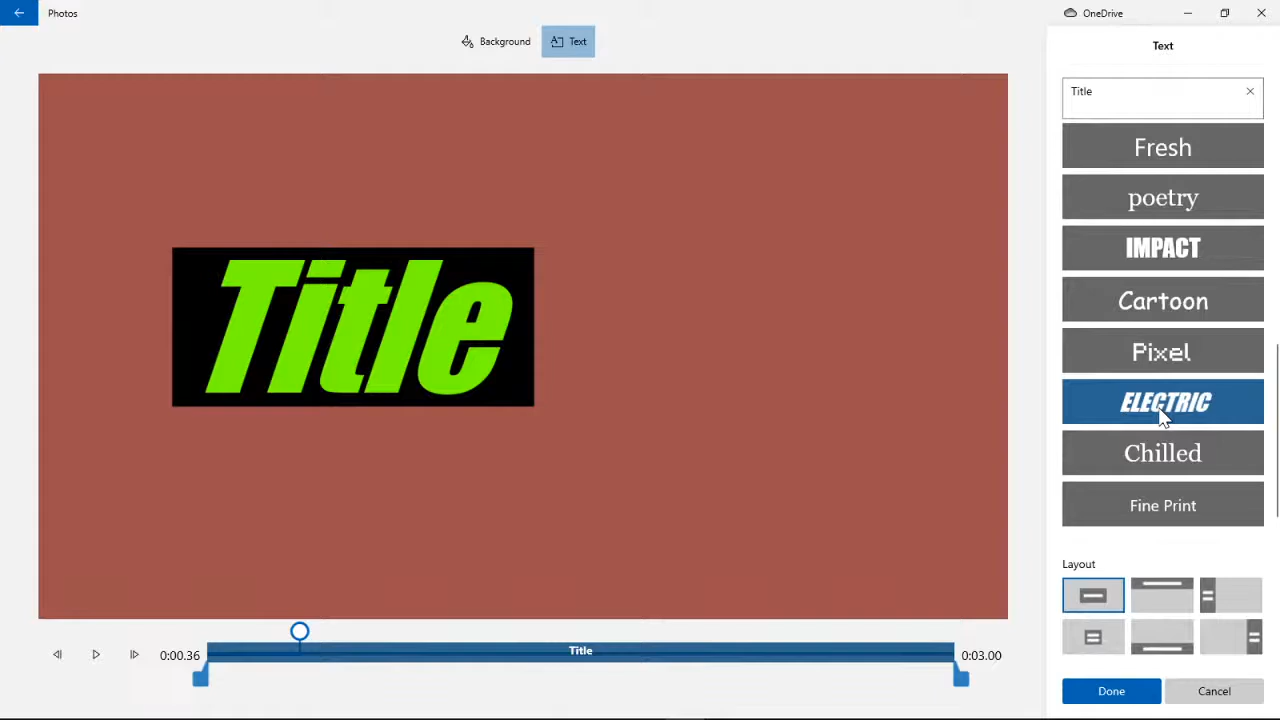 Photos
OneDrive
Background
Text
Text
Title
Fresh
poetry
IMPACT
Cartoon
Pixel
ELECTRIC
Chilled
Fine Print
Title
Layout
0:00.36
Title
0:03.00
Done
Cancel